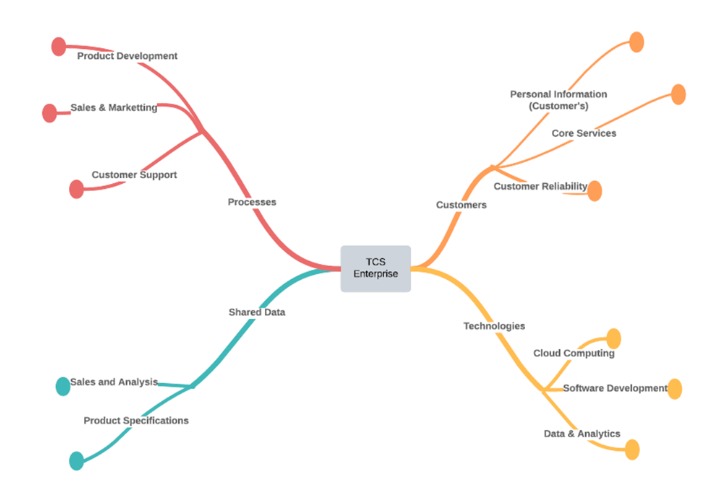 Product Development
Sales & Marketting
Customer Support
Processes
Personal Information
(Customer's)
Core Services
Customer Reliability
Customers
TCS
Enterprise
Shared Data
Sales and Analysis
Product Specifications
Technologies
Cloud Computing
Software Development
Data & Analytics